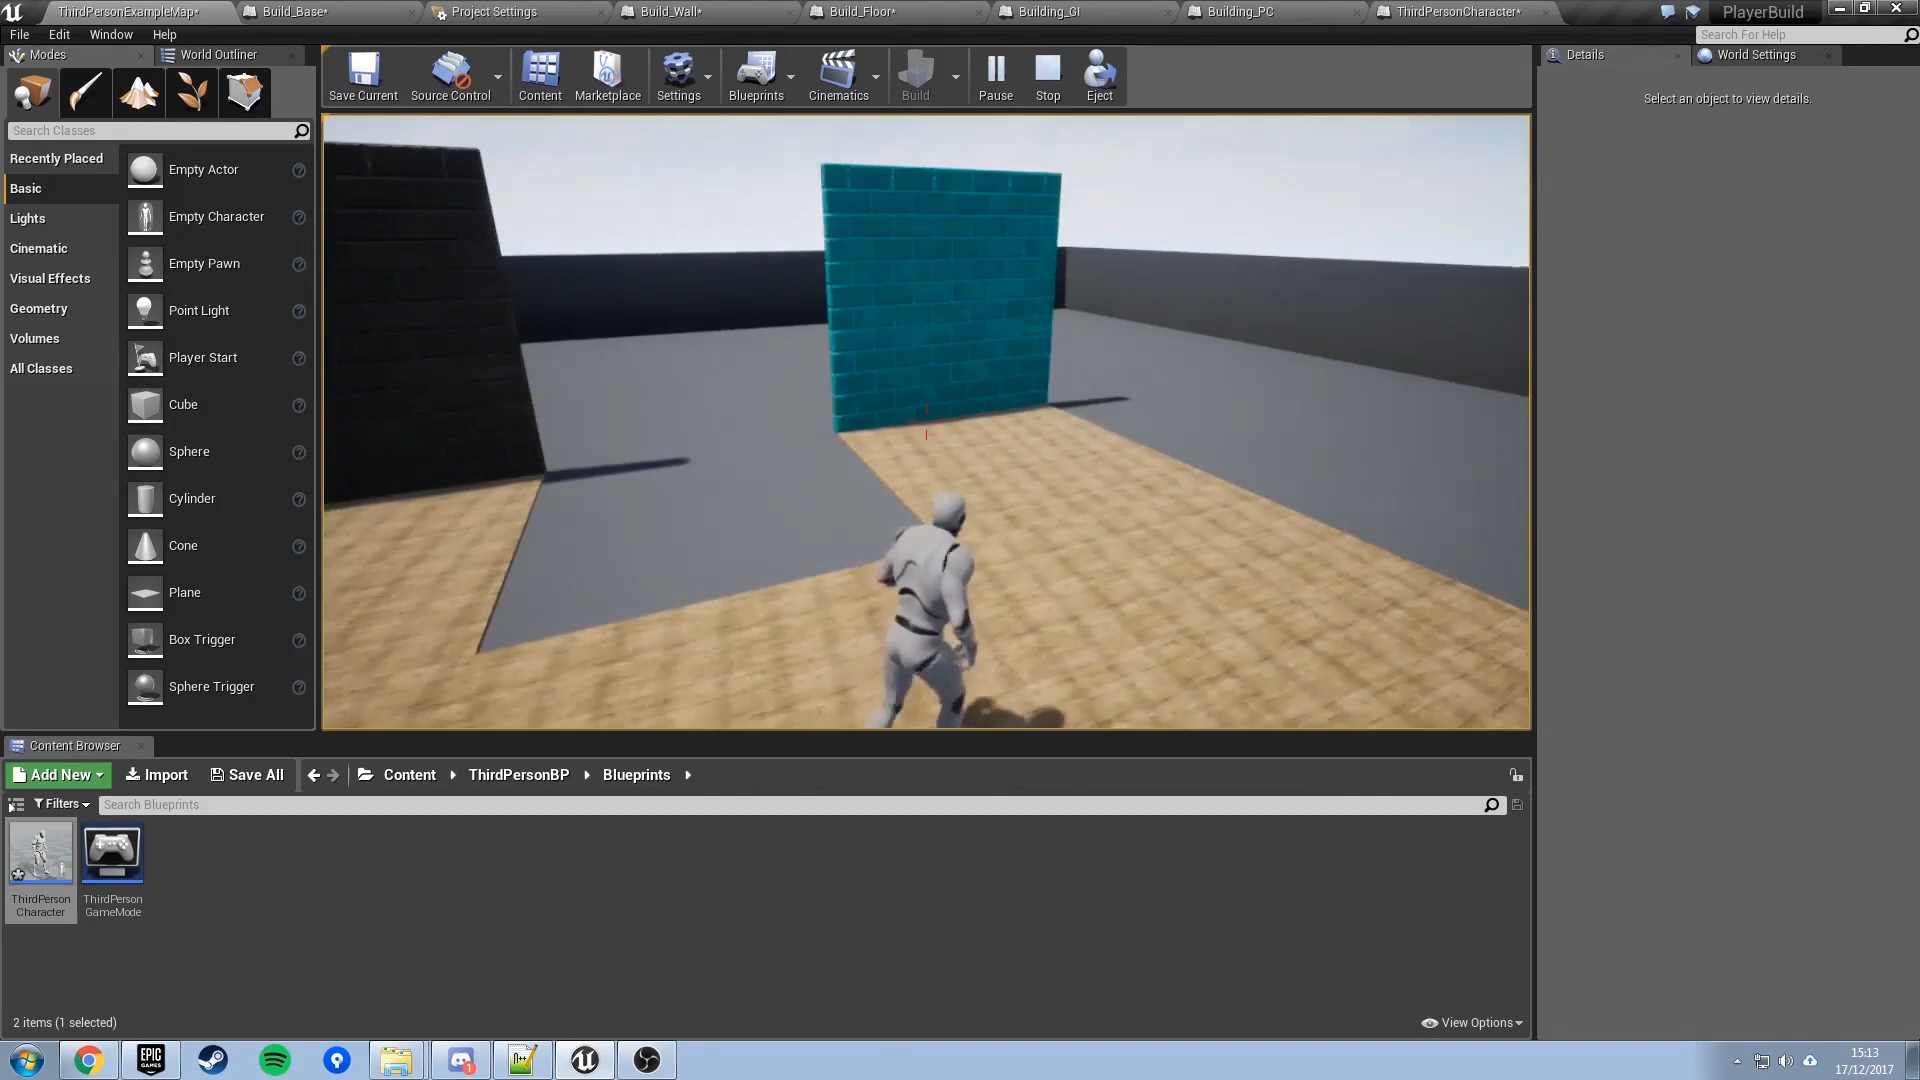 ThirdPersonExampleMap*
Build_Base*
Project Settings
Build_Wall*
Build_Floor*
Building_GI
Building_PC
ThirdPersonCharacter*
PlayerBuild
File Edit Window Help
Search For Help
Modes
World Outliner
Save Current
Source Control
Content
Marketplace
Settings
Blueprints
Cinematics
Build
Pause
Stop
Eject
Details
World Settings
Select an object to view details.
Search Classes
Recently Placed
Basic
Lights
Cinematic
Visual Effects
Geometry
Volumes
All Classes
Empty Actor
Empty Character
Empty Pawn
Point Light
Player Start
Cube
Sphere
Cylinder
Cone
Plane
Box Trigger
Sphere Trigger
Content Browser
Add New
Import
Save All
Content
ThirdPersonBP
Blueprints
Filters
Search Blueprints
ThirdPerson
Character
ThirdPerson
GameMode
2 items (1 selected)
View Options
EPIC
GAMES
1
15:13
17/12/2017